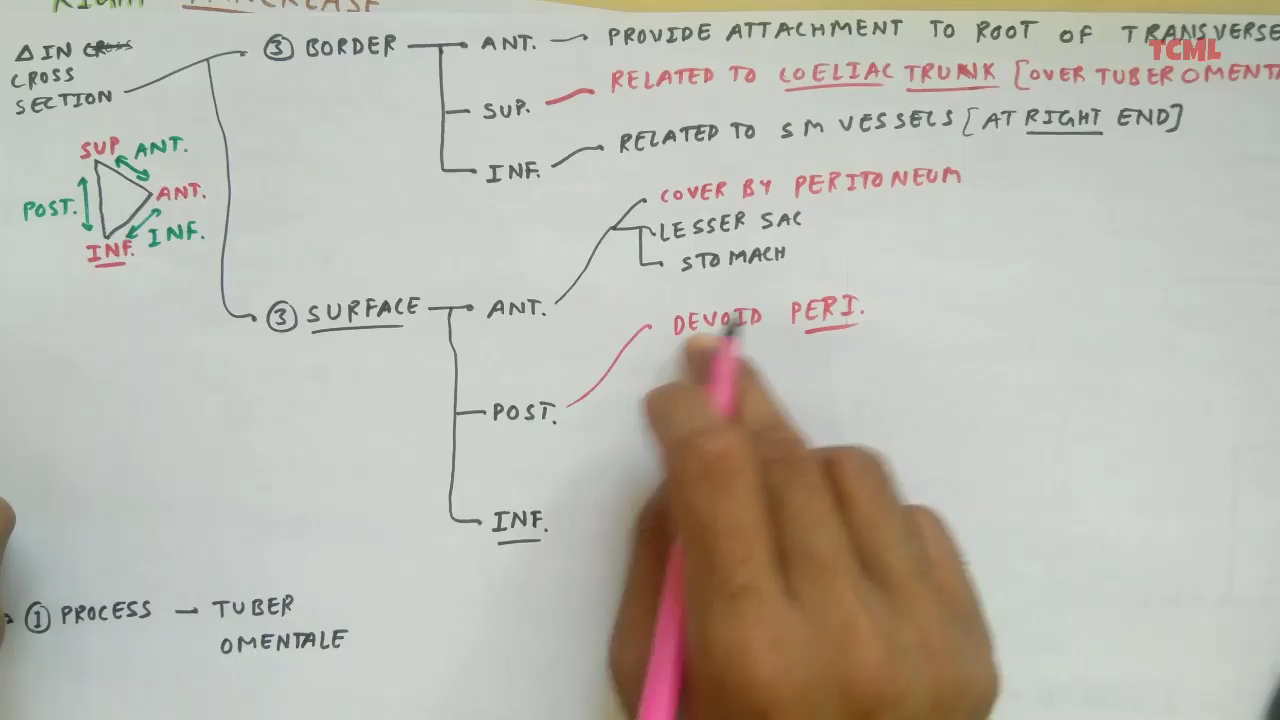 RIGHT
Δ IN
CROSS
SECTION
③ BORDER
ANT. → PROVIDE ATTACHMENT TO ROOT OF TRANSVERSE
TCML
SUP. RELATED TO COELIAC TRUNK [OVER TUBER OMENTA
INF. RELATED TO SM VESSELS [AT RIGHT END]
SUP ANT.
POST. ANT.
INF. INF.
③ SURFACE
ANT. COVER BY PERITONEUM
LESSER SAC
STOMACH
POST. DEVOID PERI.
INF.
① PROCESS → TUBER
OMENTALE